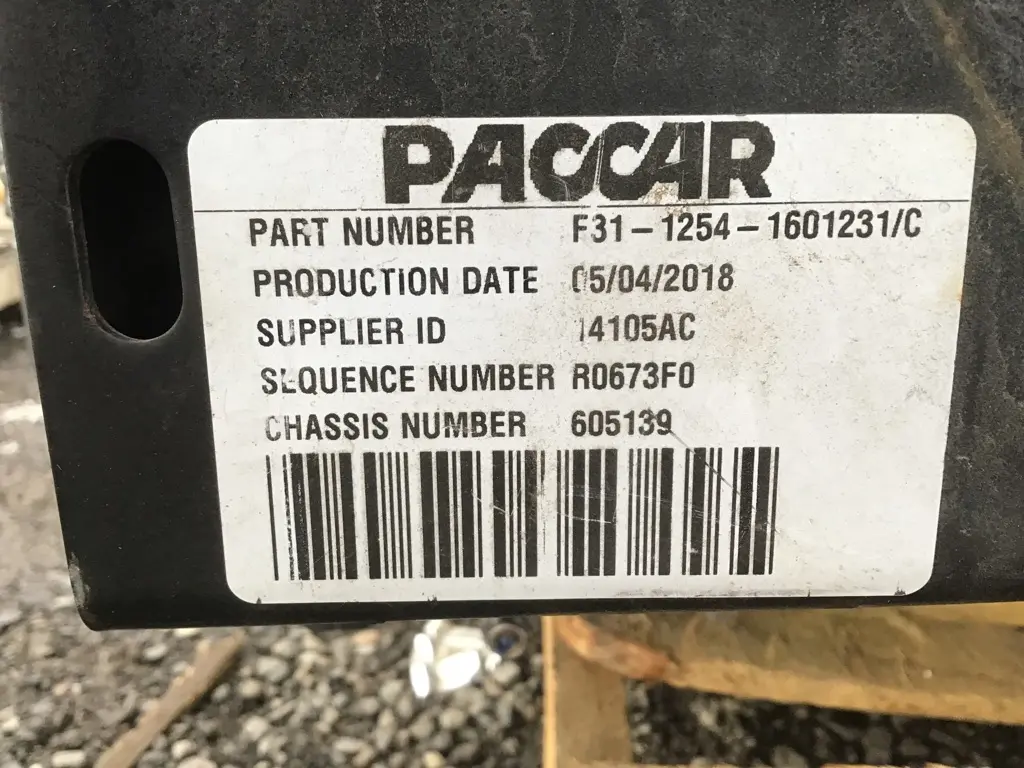 PACCAR
PART NUMBER F31-1254-1601231/C
PRODUCTION DATE 05/04/2018
SUPPLIER ID 14105AC
SEQUENCE NUMBER R0673F0
CHASSIS NUMBER 605139